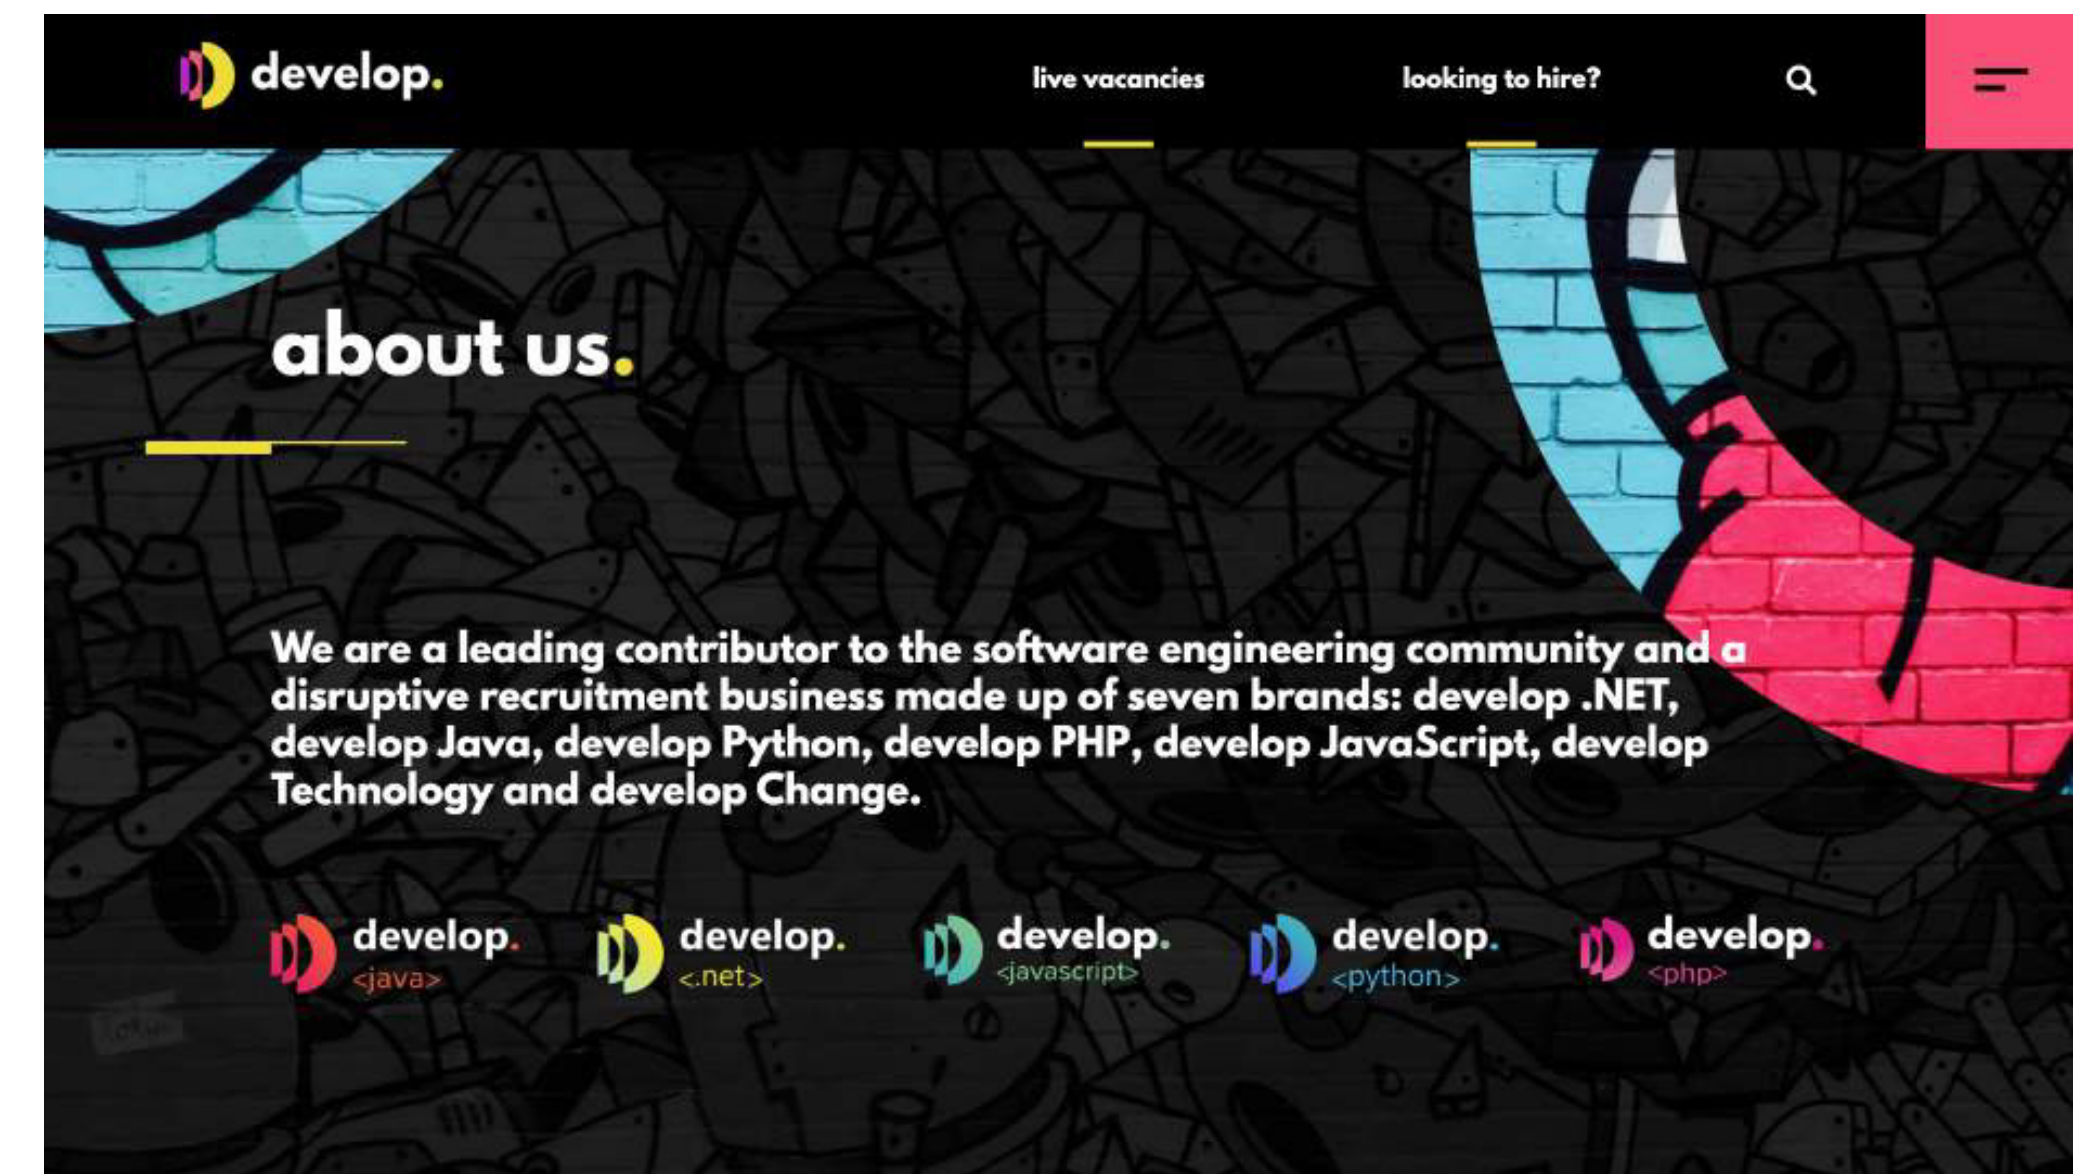 develop.
live vacancies
looking to hire?
about us.
We are a leading contributor to the software engineering community and a
disruptive recruitment business made up of seven brands: develop .NET,
develop Java, develop Python, develop PHP, develop JavaScript, develop
Technology and develop Change.
develop.
<java>
develop.
<.net>
develop.
<javascript>
develop.
<python>
develop.
<php>